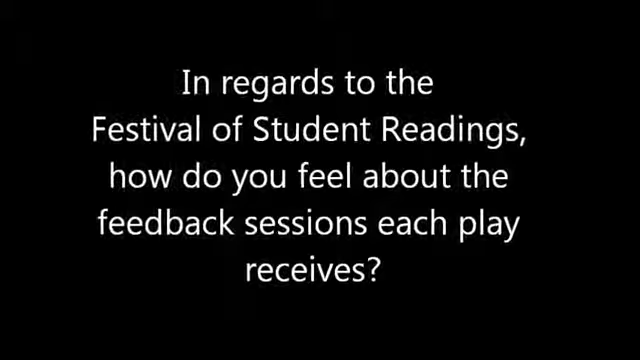 In regards to the
Festival of Student Readings,
how do you feel about the
feedback sessions each play
receives?